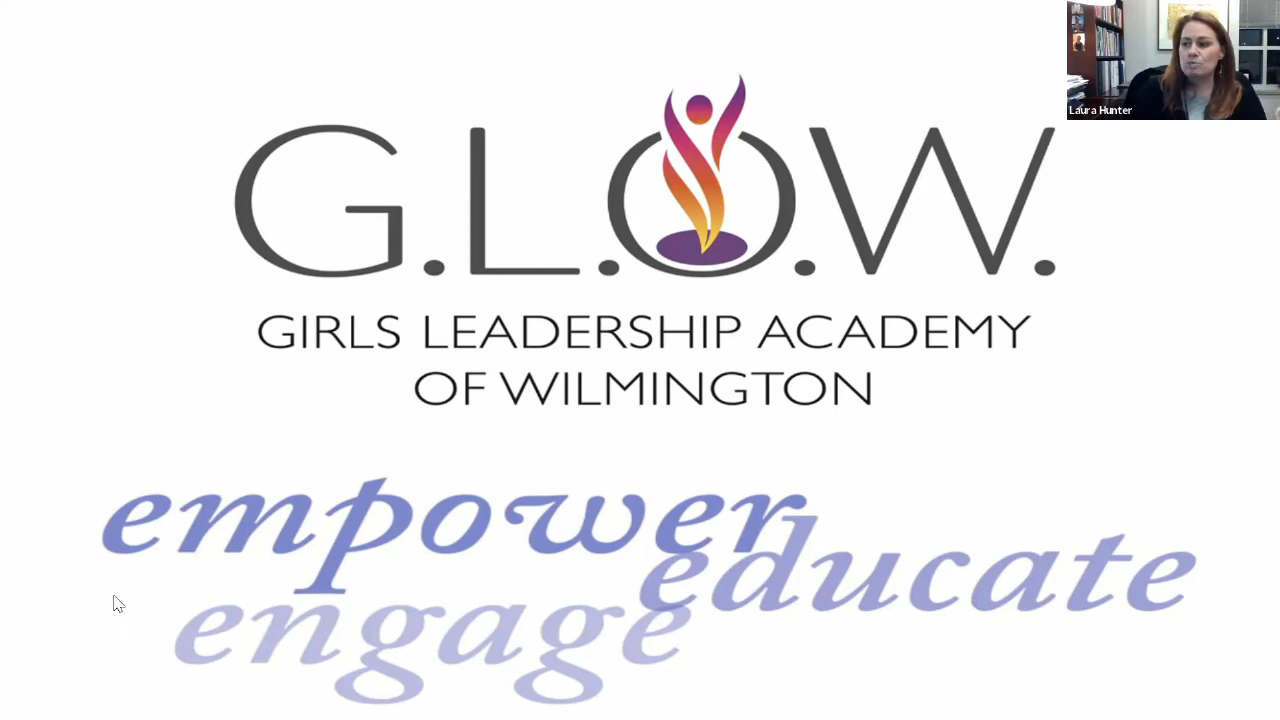 Laura Hunter
G.L.O.W.
GIRLS LEADERSHIP ACADEMY
OF WILMINGTON
empower
educate
engage